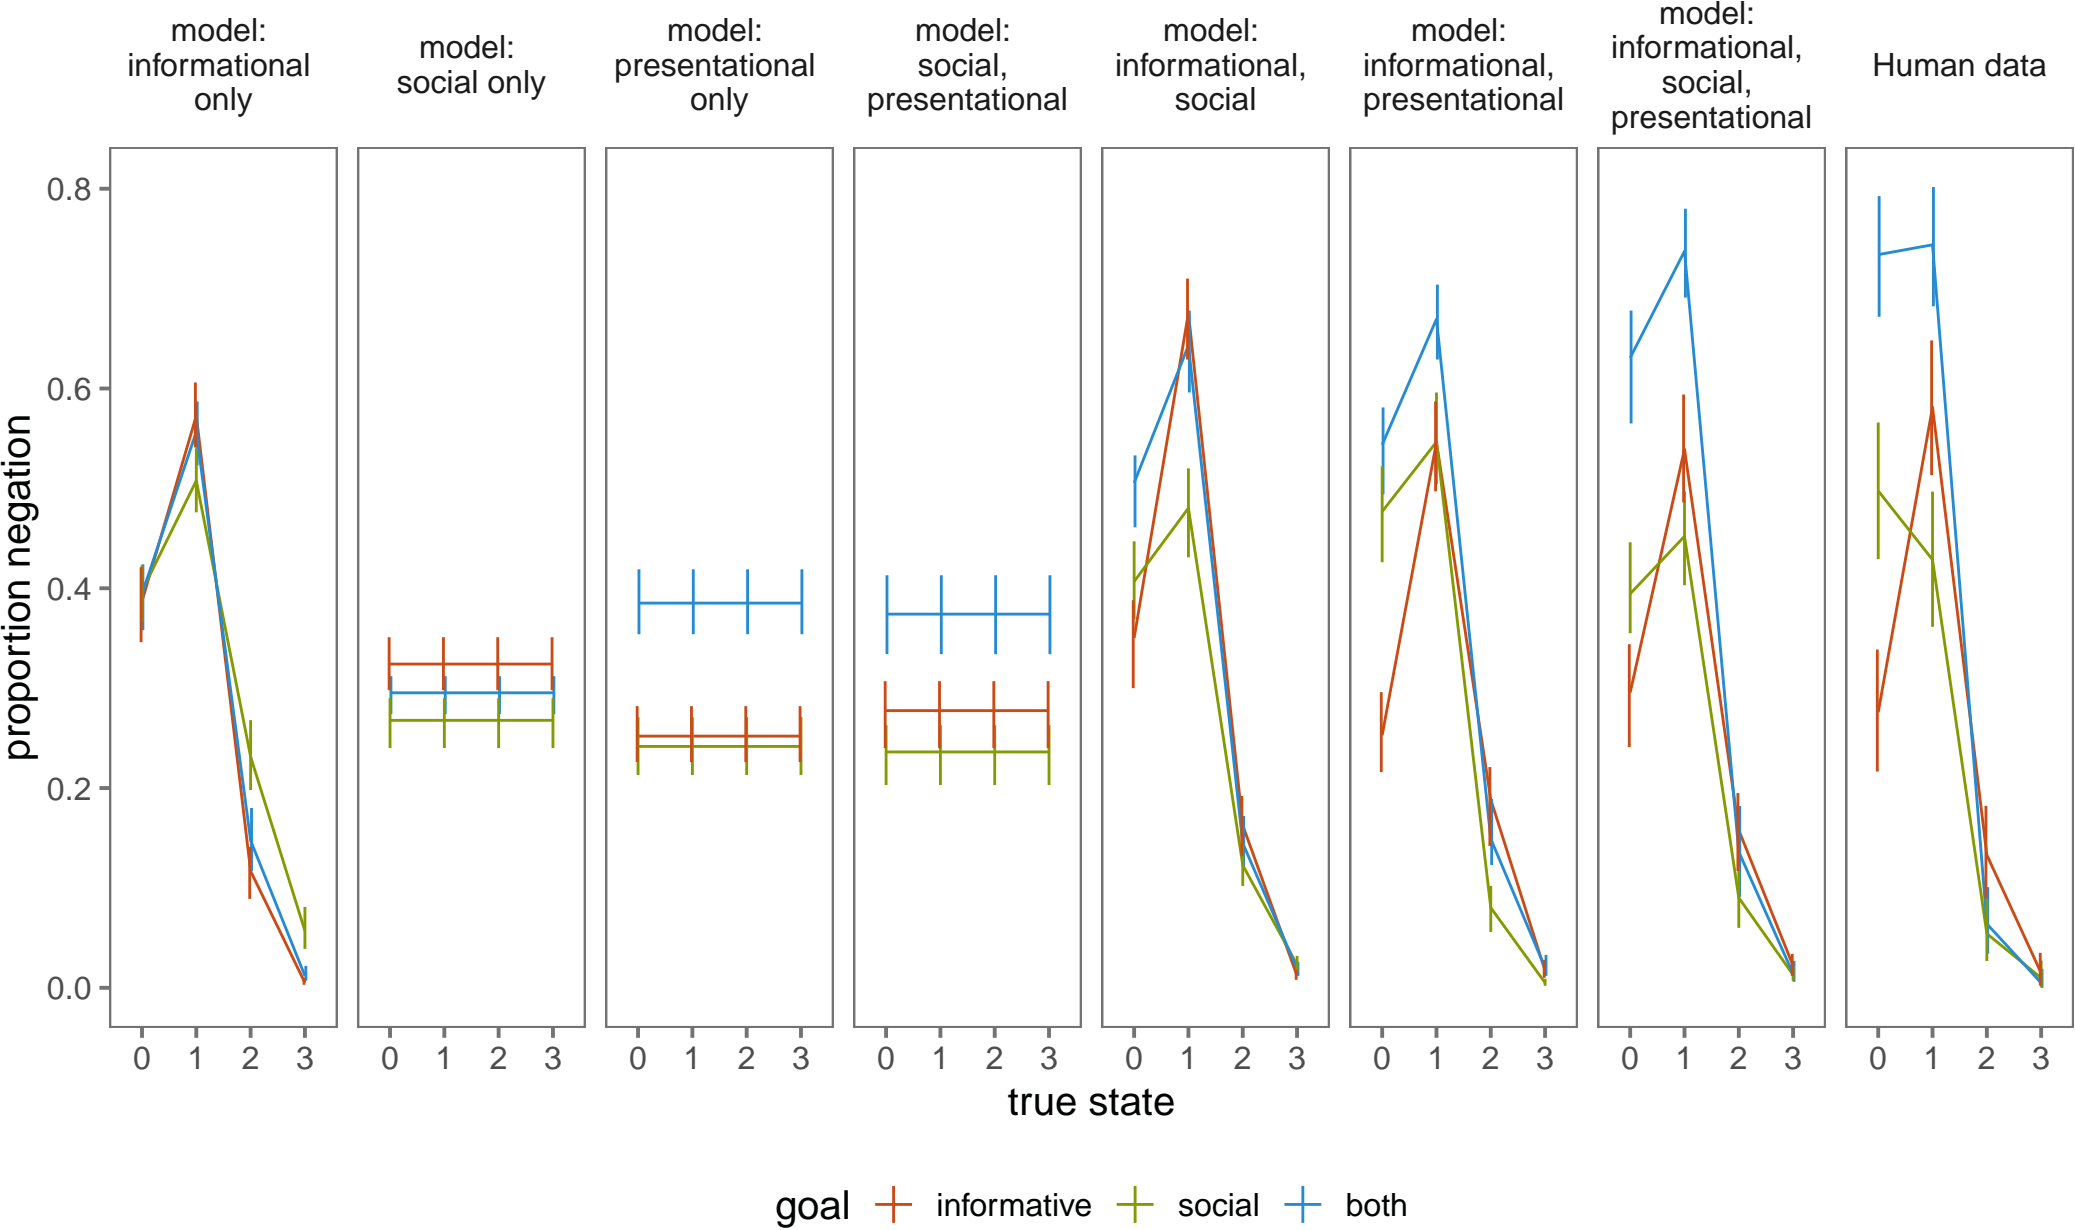 model:
informational
only
model:
social only
model:
presentational
only
model:
social,
presentational
model:
informational,
social
model:
informational,
presentational
model:
informational,
social,
presentational
Human data
proportion negation
0.8
0.6
0.4
0.2
0.0
0 1 2 3
0 1 2 3
0 1 2 3
0 1 2 3
0 1 2 3
0 1 2 3
0 1 2 3
0 1 2 3
true state
goal informative social both